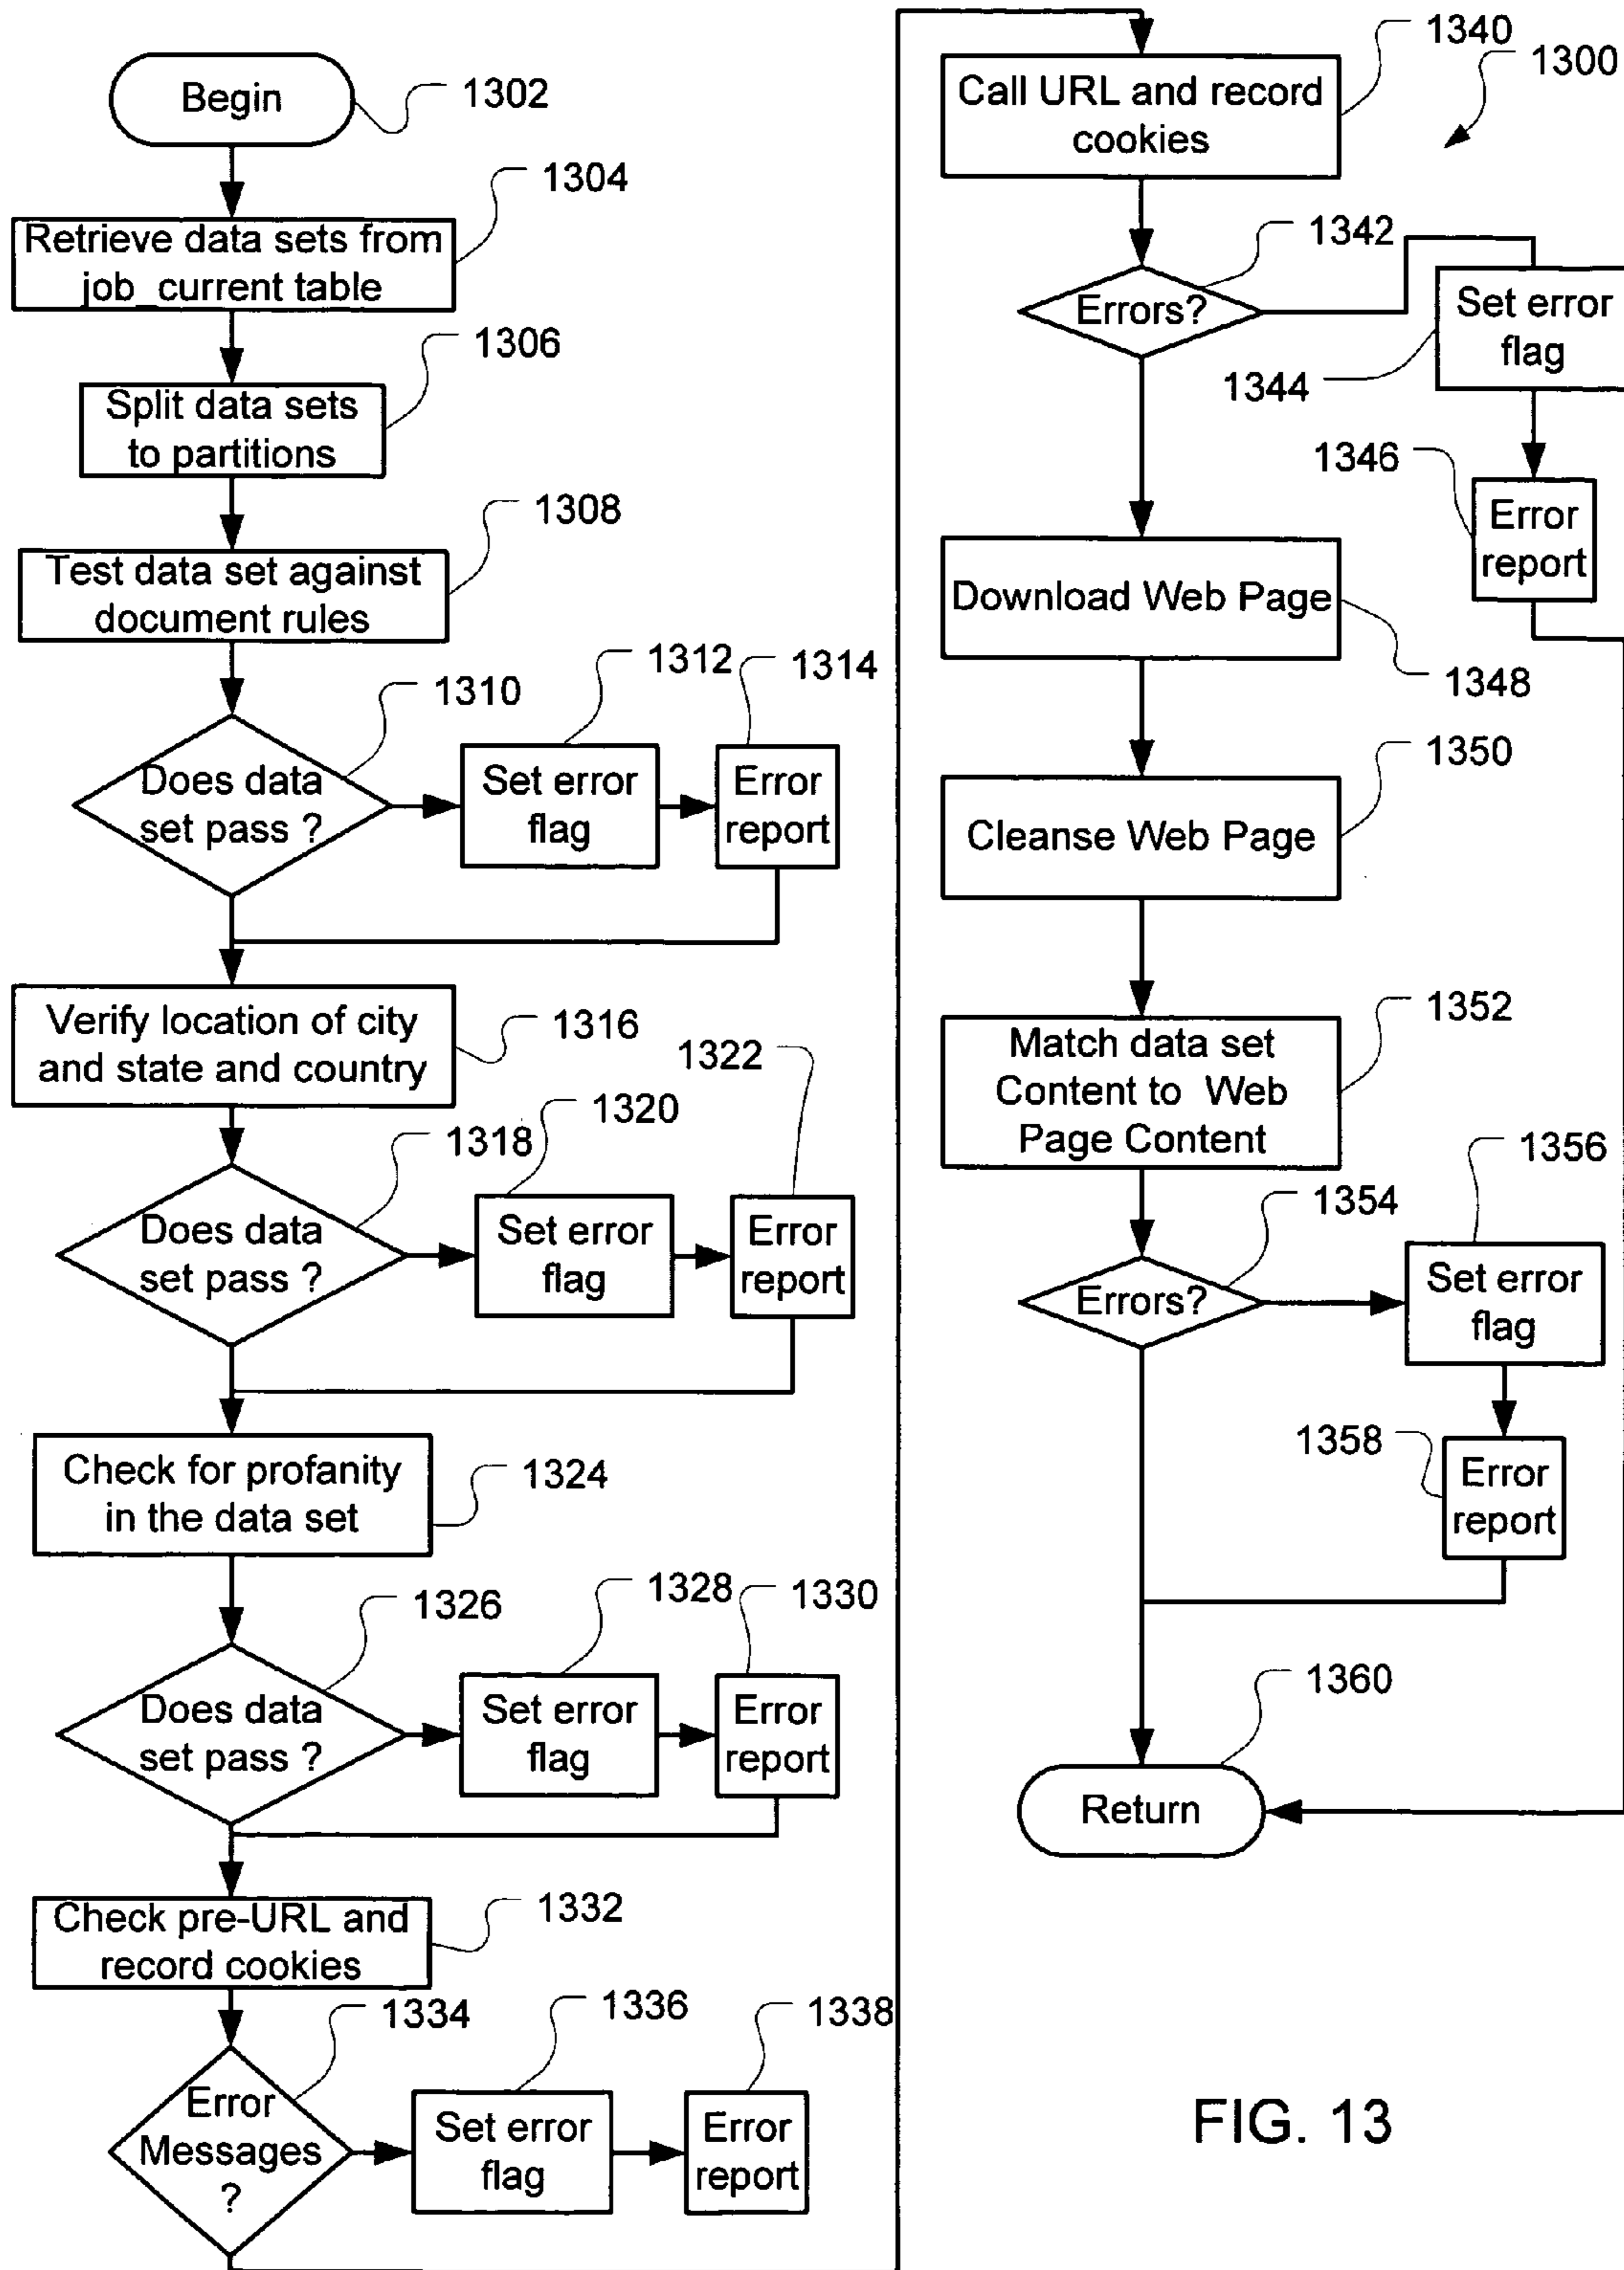 Begin
1302
1304
Retrieve data sets from
job_current table
1306
Split data sets
to partitions
1308
Test data set against
document rules
1310
1312
1314
Does data
set pass ?
Set error
flag
Error
report
Verify location of city
and state and country
1316
1318
1320
1322
Does data
set pass ?
Set error
flag
Error
report
Check for profanity
in the data set
1324
1326
1328
1330
Does data
set pass ?
Set error
flag
Error
report
Check pre-URL and
record cookies
1332
1334
1336
1338
Error
Messages
?
Set error
flag
Error
report
1340
1300
Call URL and record
cookies
1342
Errors?
Set error
flag
1344
1346
Error
report
Download Web Page
1348
1350
Cleanse Web Page
1352
Match data set
Content to Web
Page Content
1354
1356
Errors?
Set error
flag
1358
Error
report
1360
Return
FIG. 13